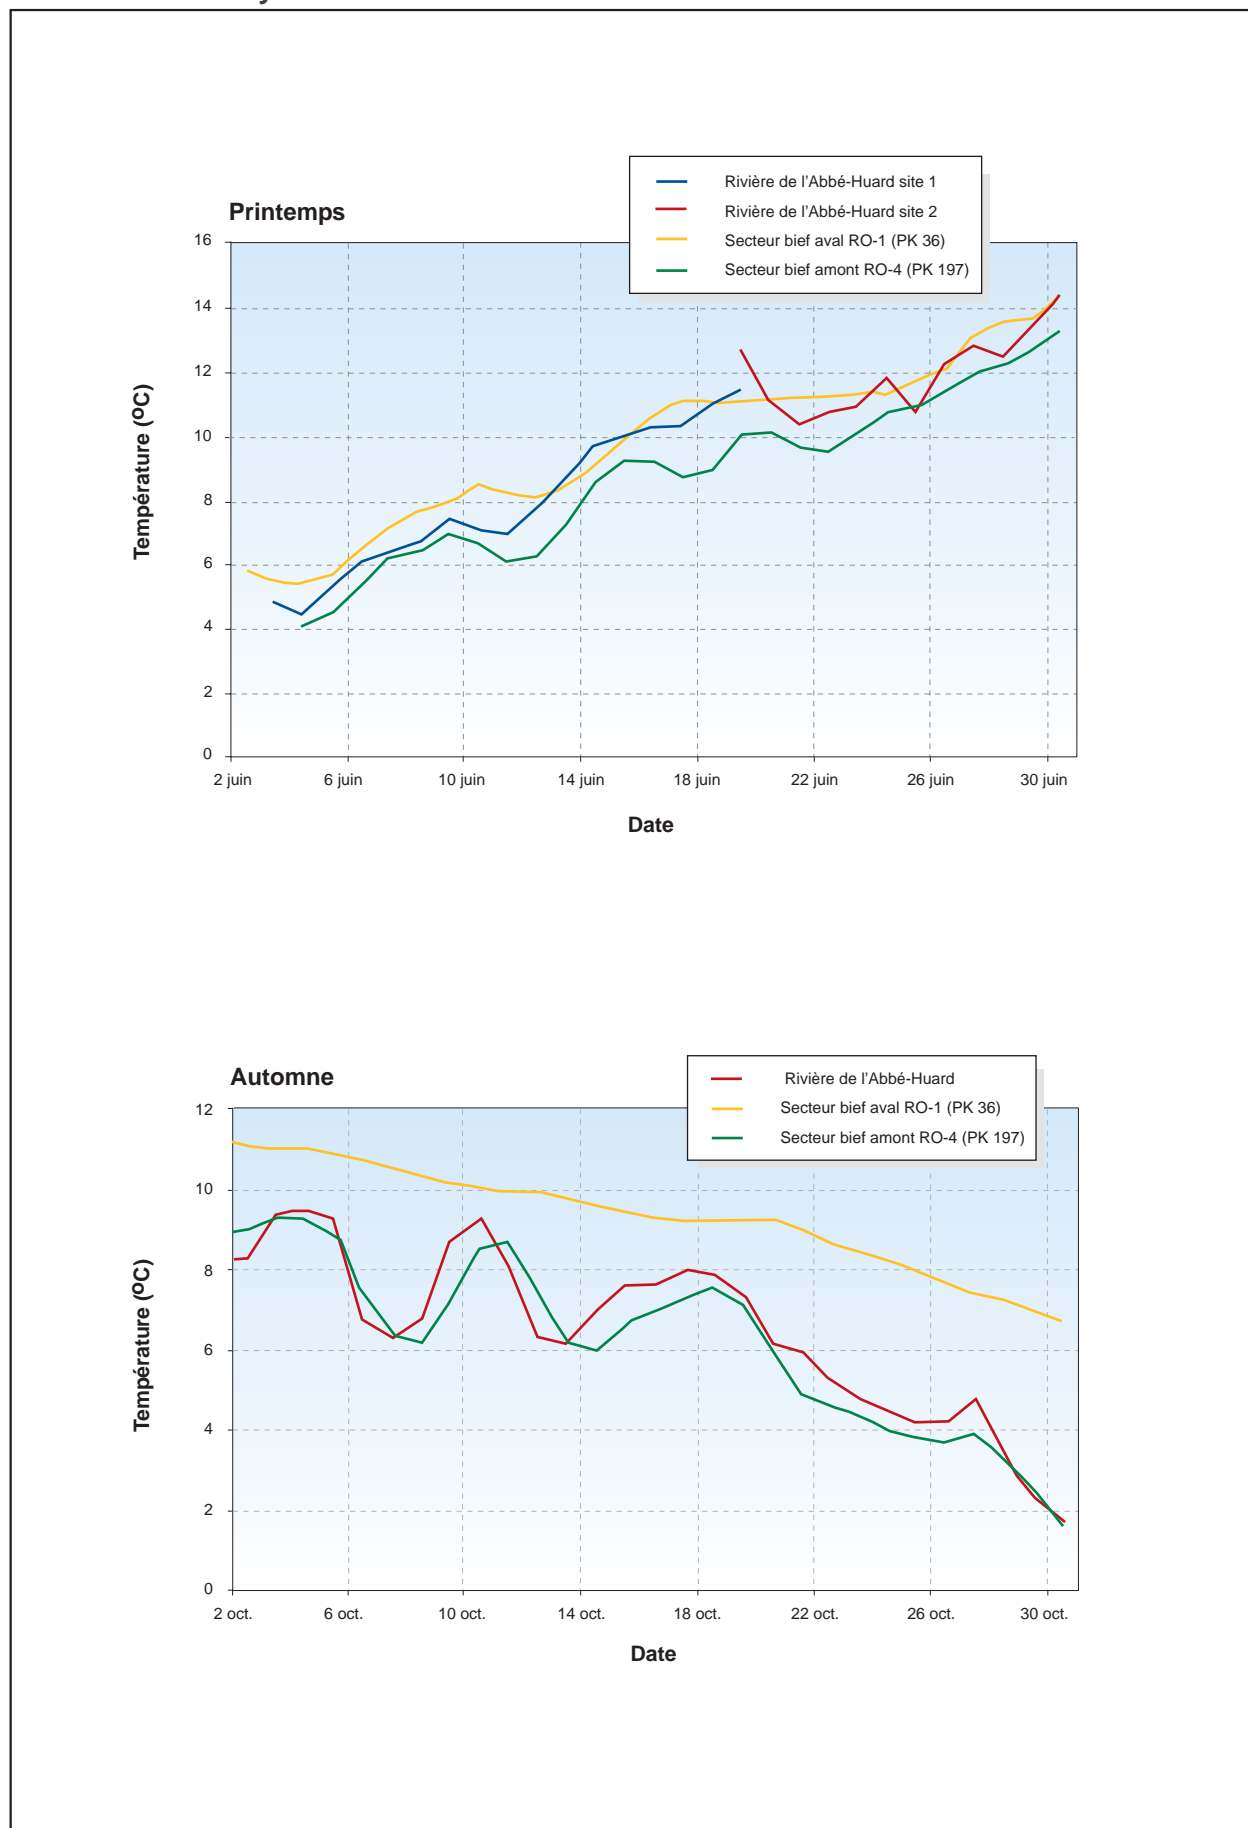 Rivière de l'Abbé-Huard site 1
Rivière de l'Abbé-Huard site 2
Secteur bief aval RO-1 (PK 36)
Secteur bief amont RO-4 (PK 197)
Printemps
16
14
12
10
8
6
4
2
0
Température (ºC)
2 juin
6 juin
10 juin
14 juin
18 juin
22 juin
26 juin
30 juin
Date
Rivière de l'Abbé-Huard
Secteur bief aval RO-1 (PK 36)
Secteur bief amont RO-4 (PK 197)
Automne
12
10
8
6
4
2
0
Température (ºC)
2 oct.
6 oct.
10 oct.
14 oct.
18 oct.
22 oct.
26 oct.
30 oct.
Date